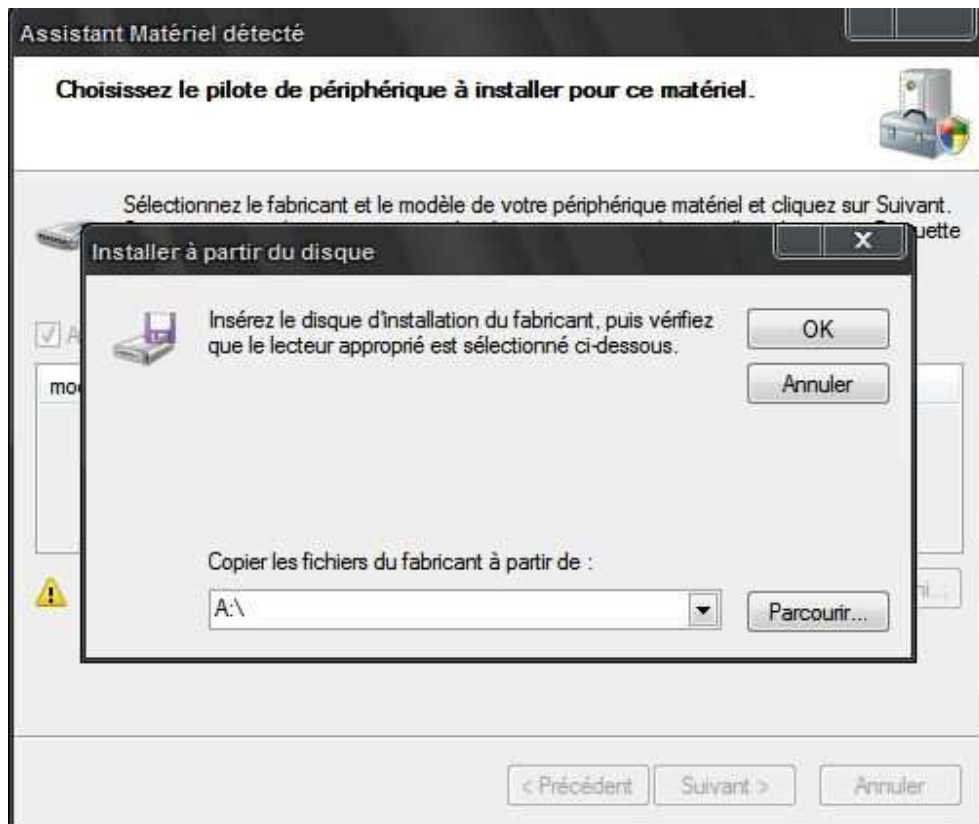 Assistant Matériel détecté
Choisissez le pilote de périphérique à installer pour ce matériel.
Sélectionnez le fabricant et le modèle de votre périphérique matériel et cliquez sur Suivant.
Installer à partir du disque
X
Insérez le disque d'installation du fabricant, puis vérifiez
que le lecteur approprié est sélectionné ci-dessous.
OK
Annuler
Copier les fichiers du fabricant à partir de :
A:\
Parcourir...
< Précédent
Suivant >
Annuler